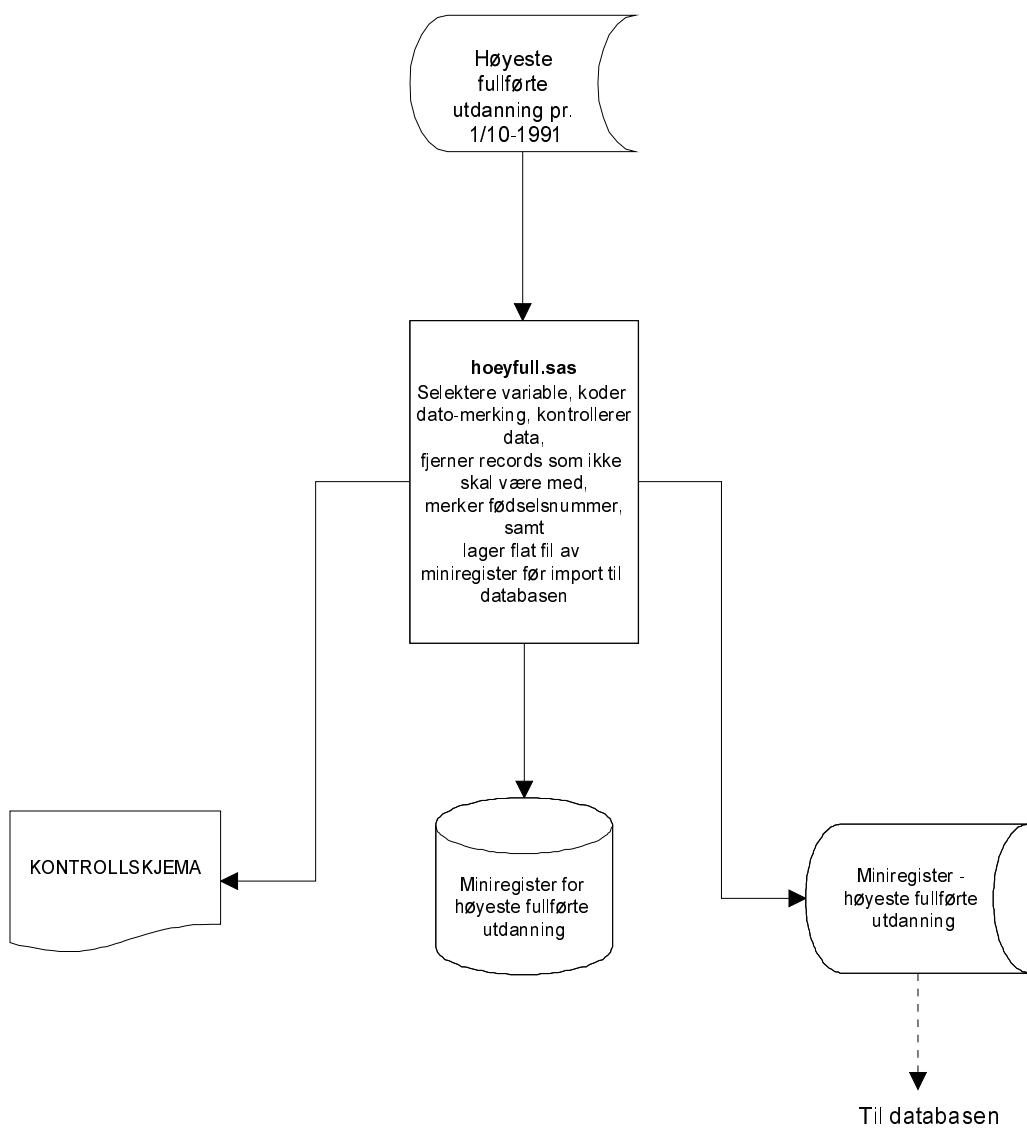 Høyeste
fullførte
utdanning pr.
1/10-1991
hoeyfull.sas
Selektere variable, koder
dato-merking, kontrollerer
data,
fjerner records som ikke
skal være med,
merker fødselsnummer,
samt
lager flat fil av
miniregister før import til
databasen
KONTROLLSKJEMA
Miniregister for
høyeste fullførte
utdanning
Miniregister -
høyeste fullførte
utdanning
Til databasen